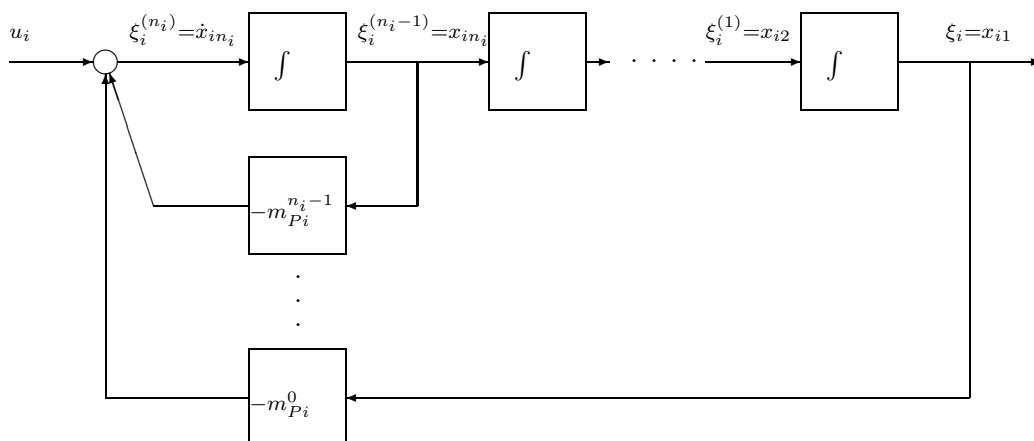 u_i
ξ_i^{(n_i)}=ẋ_{in_i}
ξ_i^{(n_i−1)}=x_{in_i}
ξ_i^{(1)}=x_{i2}
ξ_i=x_{i1}
∫
∫
· · · ·
∫
−m_{Pi}^{n_i−1}
·
·
·
−m_{Pi}^0